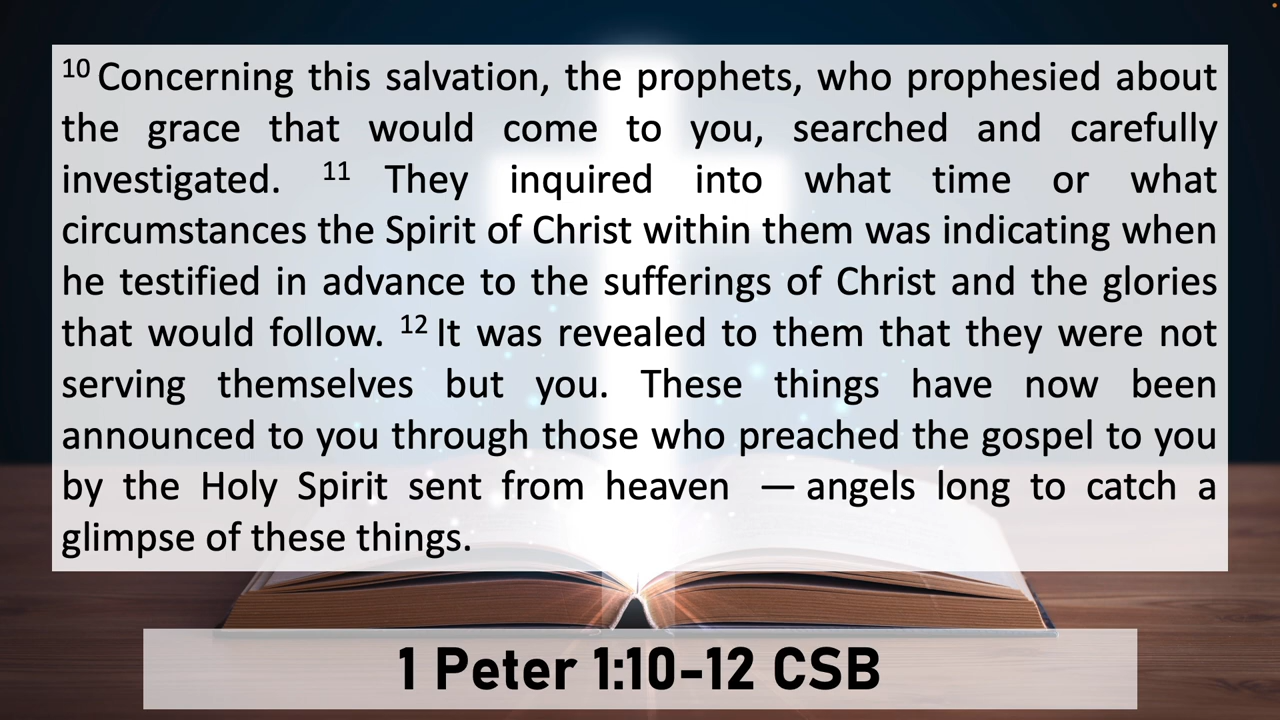 10 Concerning this salvation, the prophets, who prophesied about
the grace that would come to you, searched and carefully
investigated. 11 They inquired into what time or what
circumstances the Spirit of Christ within them was indicating when
he testified in advance to the sufferings of Christ and the glories
that would follow. 12 It was revealed to them that they were not
serving themselves but you. These things have now been
announced to you through those who preached the gospel to you
by the Holy Spirit sent from heaven — angels long to catch a
glimpse of these things.
1 Peter 1:10-12 CSB